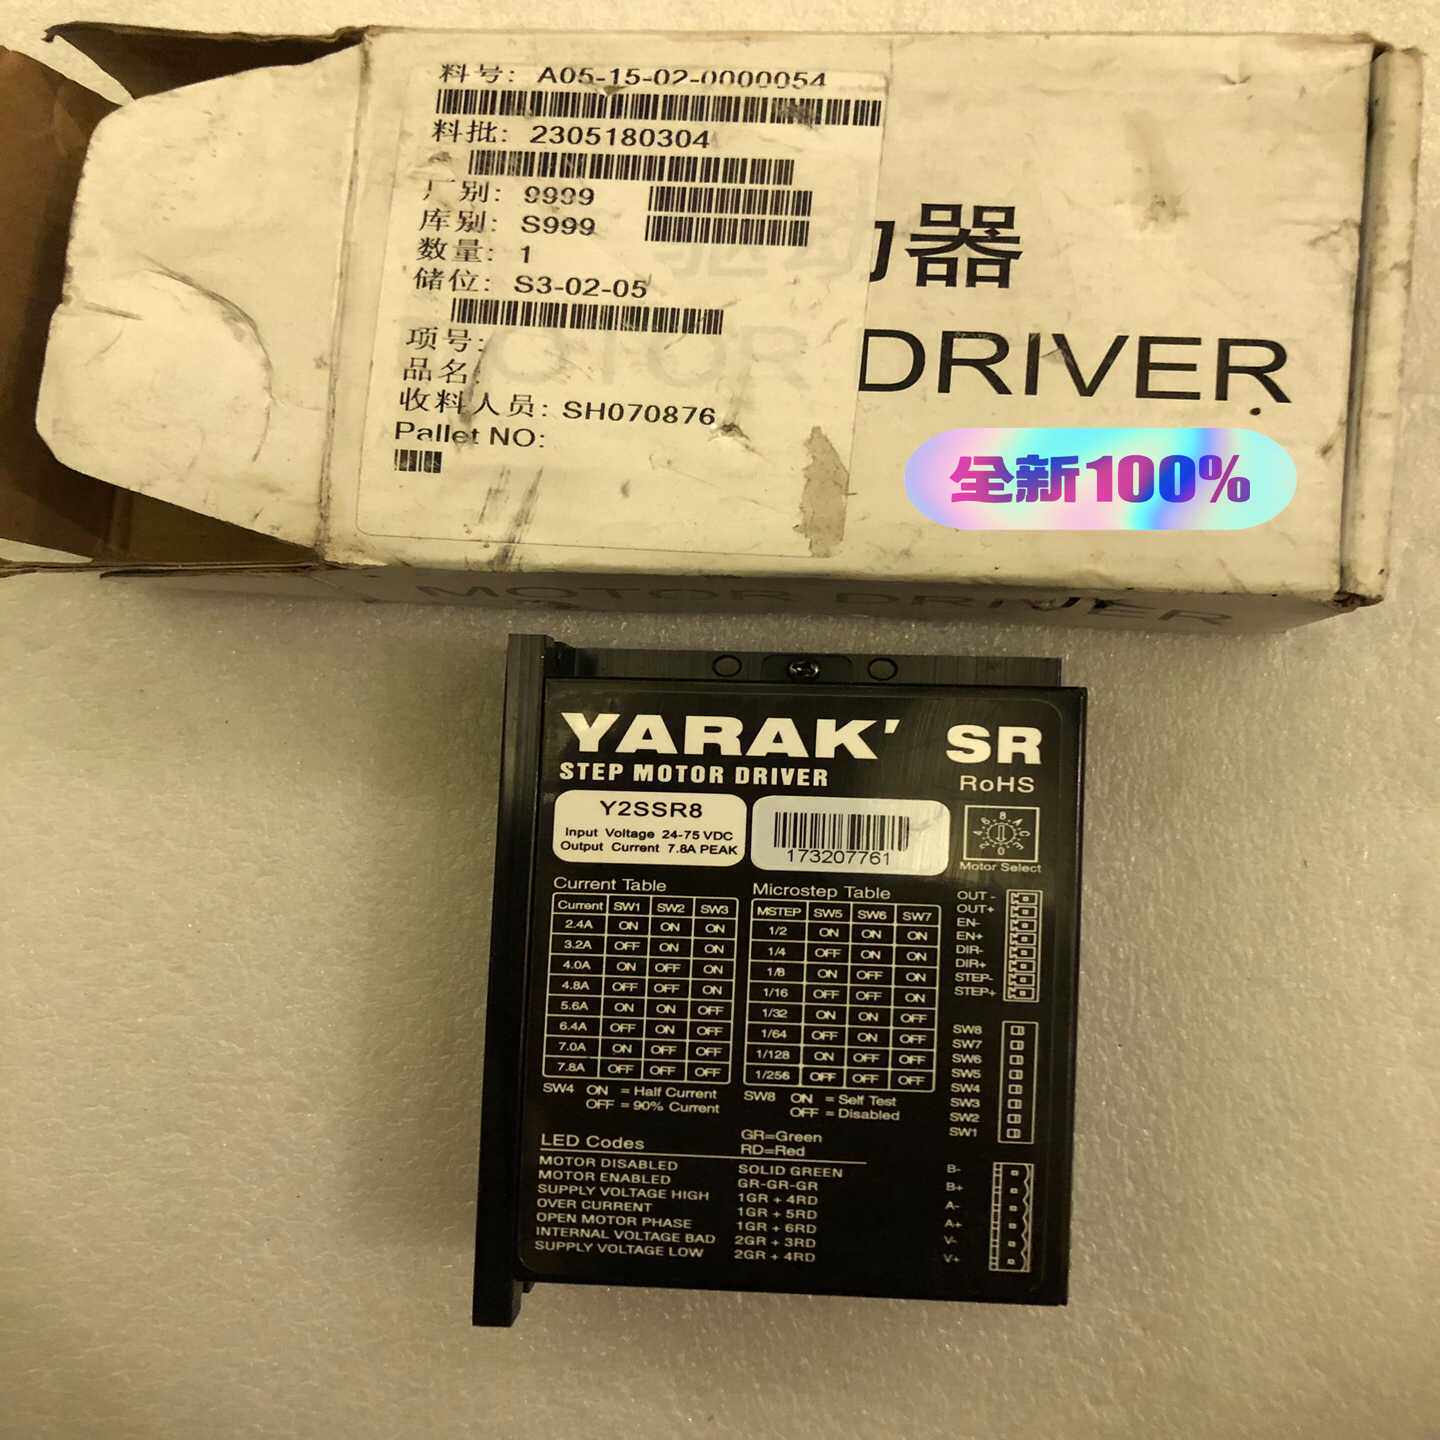 料号: A05-15-02-0000054
料批: 2305180304
厂别: 9999
库别: S999
数量: 1
储位: S3-02-05
项号:
品名:
收料人员: SH070876
Pallet NO:
器
MOTOR DRIVER
全新100%
MOTOR DRIVER
YARAK' SR
STEP MOTOR DRIVER
RoHS
Y2SSR8
Input Voltage 24-75 VDC
Output Current 7.8A PEAK
173207761
8 A C E 0 2 4 6
Motor Select
Current Table
Current SW1 SW2 SW3
2.4A ON ON ON
3.2A OFF ON ON
4.0A ON OFF ON
4.8A OFF OFF ON
5.6A ON ON OFF
6.4A OFF ON OFF
7.0A ON OFF OFF
7.8A OFF OFF OFF
SW4 ON = Half Current
OFF = 90% Current
Microstep Table
MSTEP SW5 SW6 SW7
1/2 ON ON ON
1/4 OFF ON ON
1/8 ON OFF ON
1/16 OFF OFF ON
1/32 ON ON OFF
1/64 OFF ON OFF
1/128 ON OFF OFF
1/256 OFF OFF OFF
SW8 ON = Self Test
OFF = Disabled
OUT -
OUT+
EN-
EN+
DIR-
DIR+
STEP-
STEP+
SW8
SW7
SW6
SW5
SW4
SW3
SW2
SW1
LED Codes
GR=Green
RD=Red
MOTOR DISABLED SOLID GREEN
MOTOR ENABLED GR-GR-GR
SUPPLY VOLTAGE HIGH 1GR + 4RD
OVER CURRENT 1GR + 5RD
OPEN MOTOR PHASE 1GR + 6RD
INTERNAL VOLTAGE BAD 2GR + 3RD
SUPPLY VOLTAGE LOW 2GR + 4RD
B-
B+
A-
A+
V-
V+